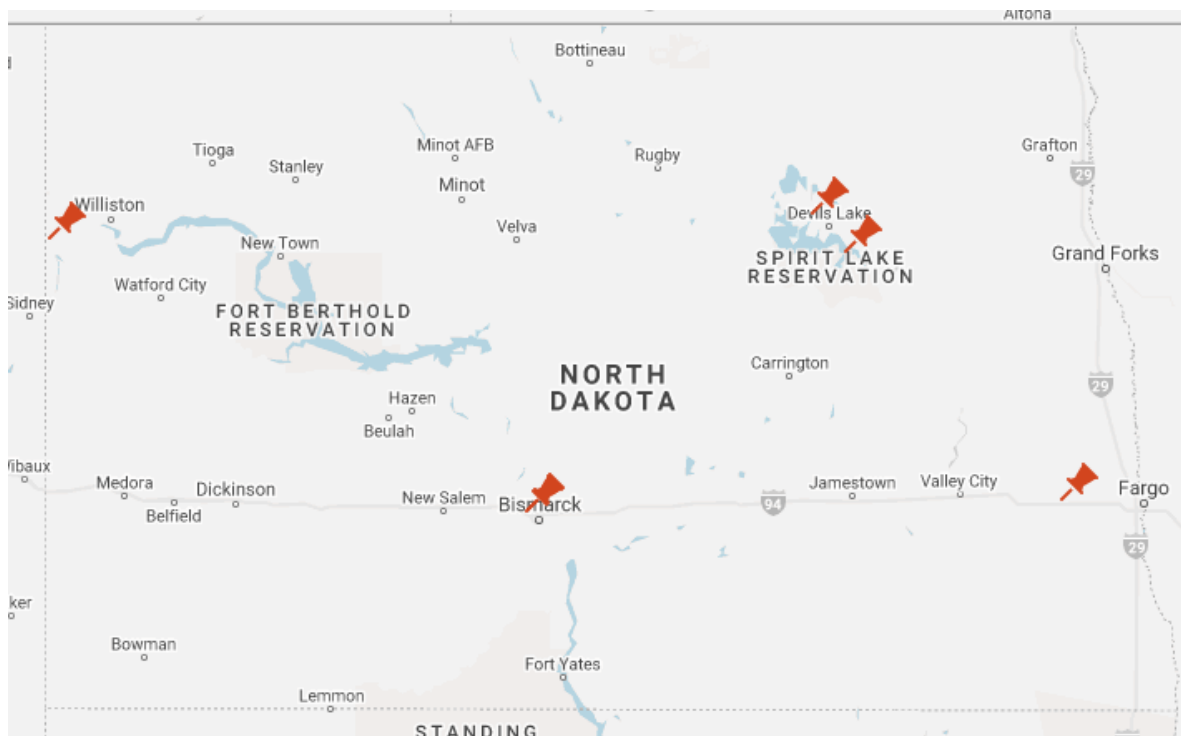 Altona
Bottineau
Tioga
Stanley
Minot AFB
Minot
Rugby
Grafton
29
Williston
Velva
Devils Lake
New Town
SPIRIT LAKE
RESERVATION
Grand Forks
Watford City
Sidney
FORT BERTHOLD
RESERVATION
NORTH
DAKOTA
Carrington
29
Hazen
Beulah
Wibaux
Medora
Belfield
Dickinson
New Salem
Bismarck
94
Jamestown
Valley City
Fargo
29
ker
Bowman
Fort Yates
Lemmon
STANDING